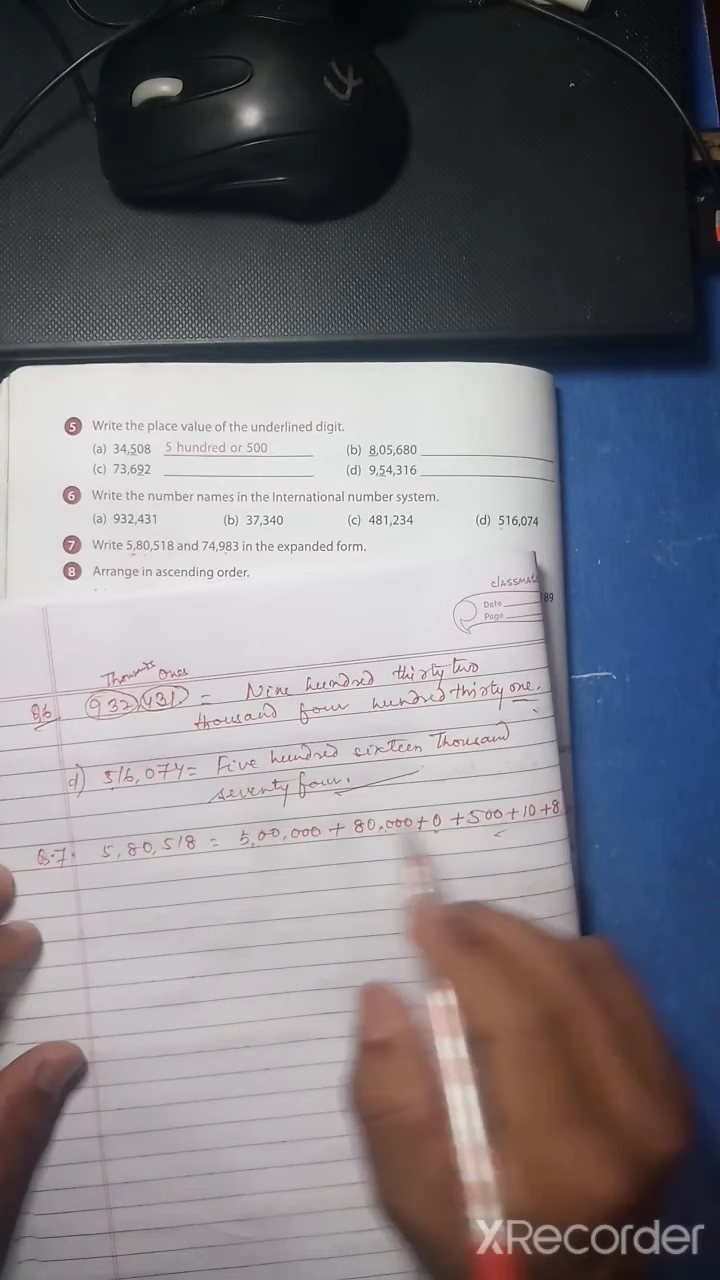 5 Write the place value of the underlined digit.
(a) 34,508 5 hundred or 500 (b) 8,05,680
(c) 73,692 (d) 9,54,316
6 Write the number names in the International number system.
(a) 932,431 (b) 37,340 (c) 481,234 (d) 516,074
7 Write 5,80,518 and 74,983 in the expanded form.
8 Arrange in ascending order.
89
Date
Page
Thousands Ones
Q.6. 932,431 = Nine hundred thirty two
thousand four hundred thirty one.
d) 516,074 = Five hundred sixteen Thousand
seventy four.
Q.7. 5,80,518 = 5,00,000 + 80,000 + 0 + 500 + 10 + 8
XRecorder